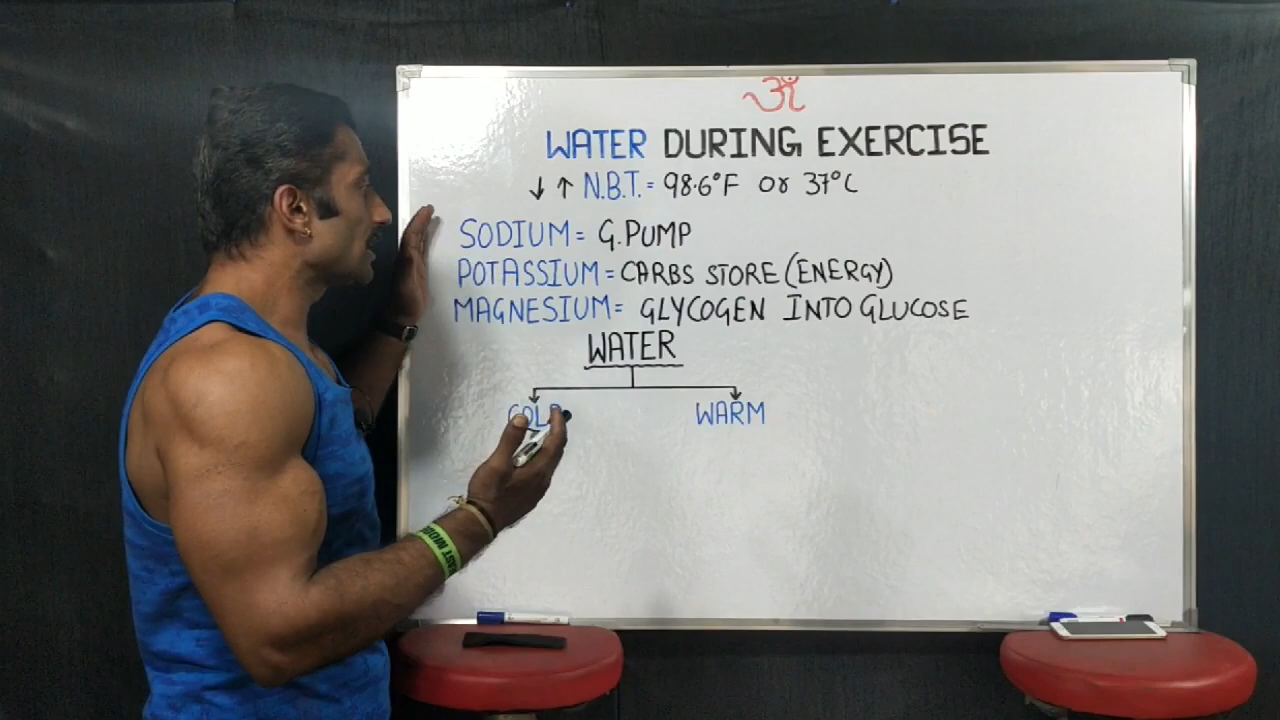 ॐ
WATER DURING EXERCISE
↓ ↑ N.B.T. = 98.6°F Or 37°C
SODIUM = G.PUMP
POTASSIUM = CARBS STORE (ENERGY)
MAGNESIUM = GLYCOGEN INTO GLUCOSE
WATER
COLD WARM